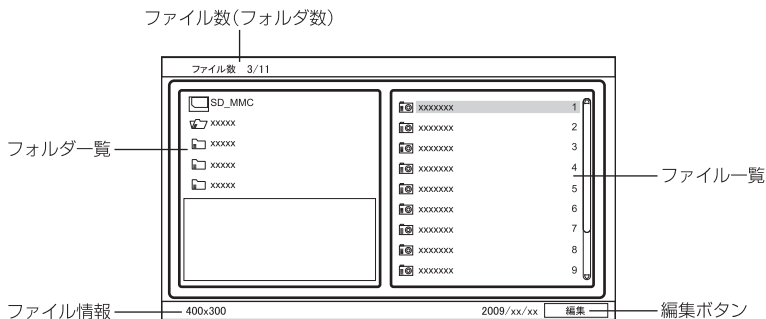 ファイル数(フォルダ数)
ファイル数 3/11
SD_MMC
xxxxx
xxxxx
xxxxx
xxxxx
xxxxxxx 1
xxxxxxx 2
xxxxxxx 3
xxxxxxx 4
xxxxxxx 5
xxxxxxx 6
xxxxxxx 7
xxxxxxx 8
xxxxxxx 9
フォルダ一覧
ファイル一覧
ファイル情報
400x300
2009/xx/xx
編集
編集ボタン